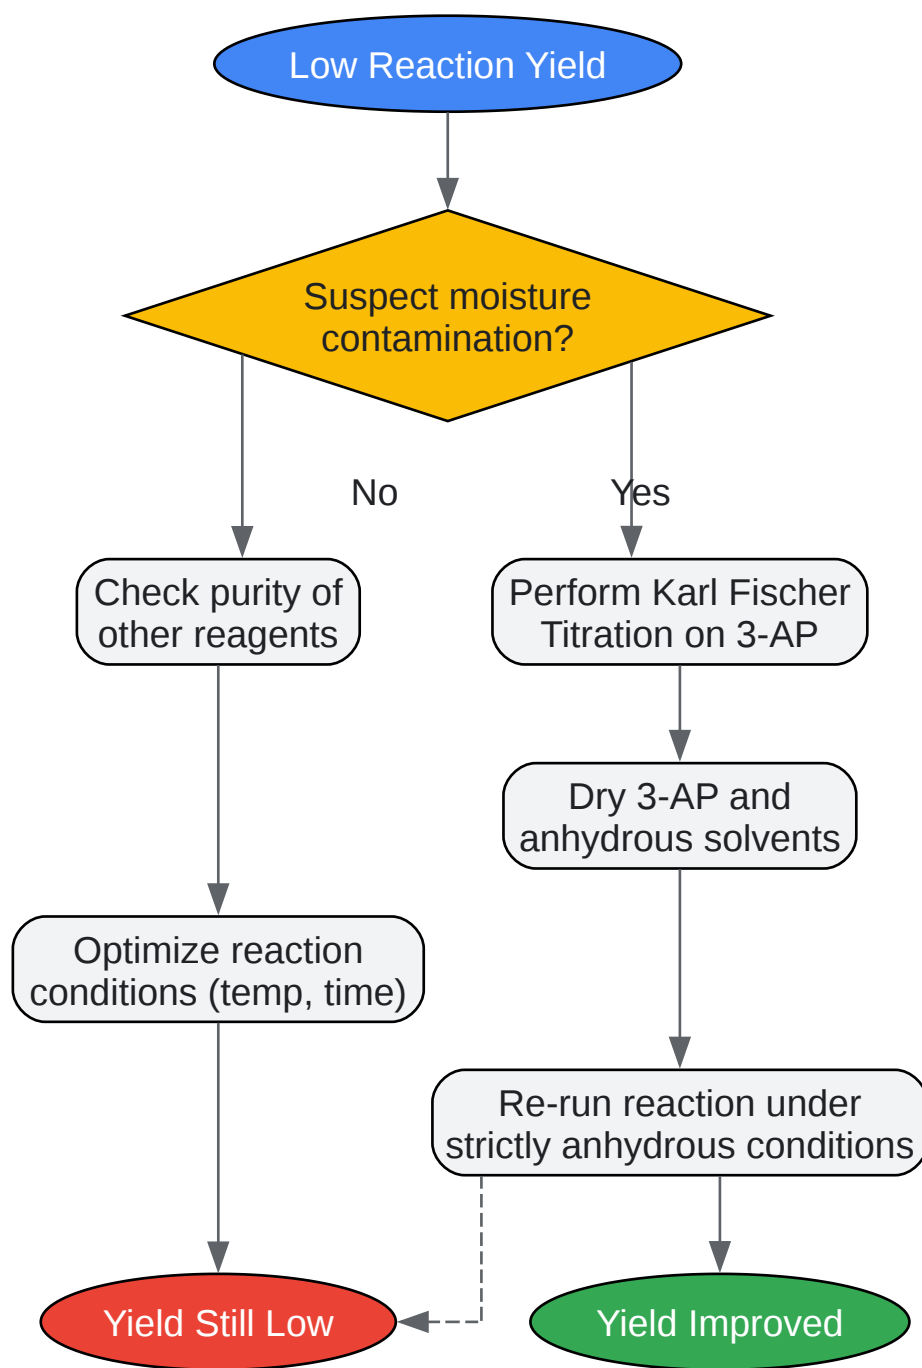 Low Reaction Yield
Suspect moisture
contamination?
No
Yes
Check purity of
other reagents
Perform Karl Fischer
Titration on 3-AP
Dry 3-AP and
anhydrous solvents
Optimize reaction
conditions (temp, time)
Re-run reaction under
strictly anhydrous conditions
Yield Still Low
Yield Improved